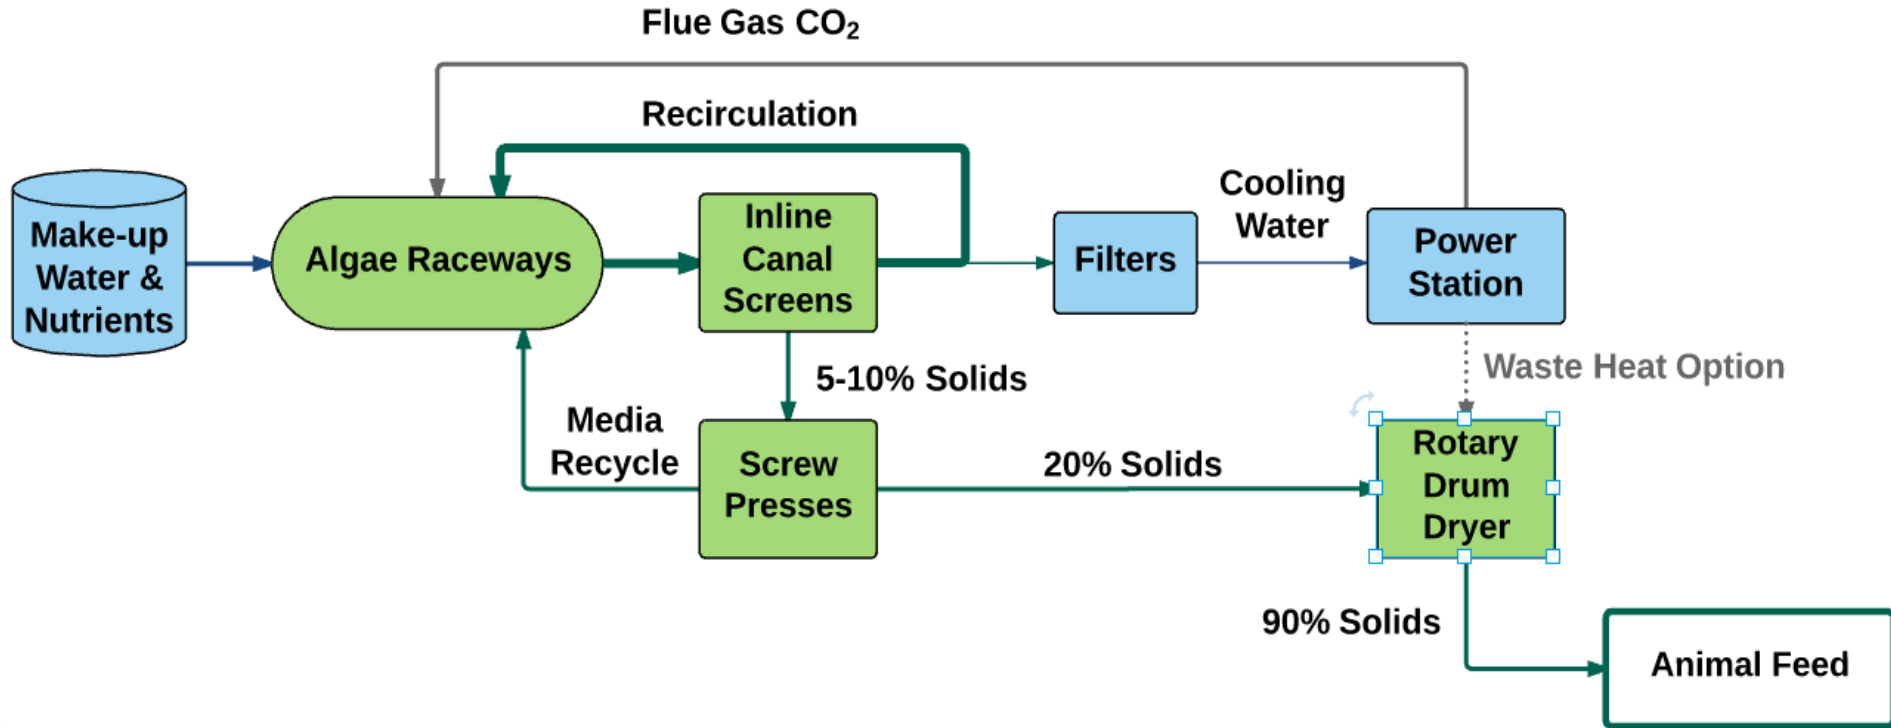 Flue Gas CO₂
Recirculation
Cooling
Water
Make-up
Water &
Nutrients
Algae Raceways
Inline
Canal
Screens
Filters
Power
Station
Waste Heat Option
5-10% Solids
Media
Recycle
Screw
Presses
20% Solids
Rotary
Drum
Dryer
90% Solids
Animal Feed